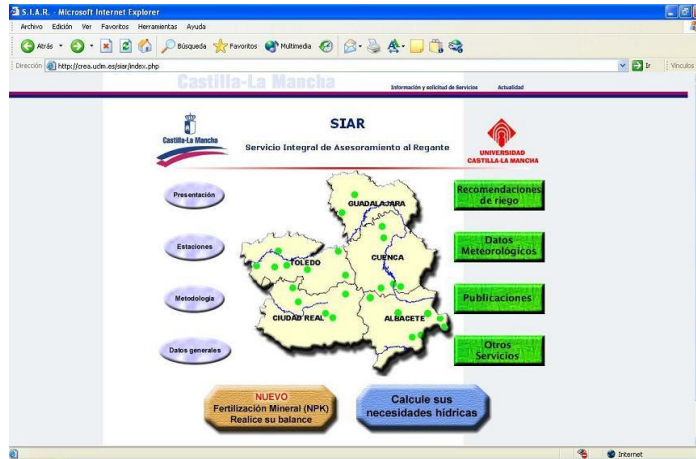 S.I.A.R. - Microsoft Internet Explorer
Archivo Edición Ver Favoritos Herramientas Ayuda
Atrás Búsqueda Favoritos Multimedia
Dirección http://crea.uclm.es/siar/index.php Ir Vínculos
Castilla-La Mancha
Información y solicitud de Servicios Actualidad
Castilla-La Mancha
SIAR
Servicio Integral de Asesoramiento al Regante
UNIVERSIDAD
CASTILLA-LA MANCHA
Presentación
Estaciones
Metodología
Datos generales
GUADALAJARA
TOLEDO
CUENCA
CIUDAD REAL
ALBACETE
Recomendaciones
de riego
Datos
Meteorológicos
Publicaciones
Otros
Servicios
NUEVO
Fertilización Mineral (NPK)
Realice su balance
Calcule sus
necesidades hídricas
Internet